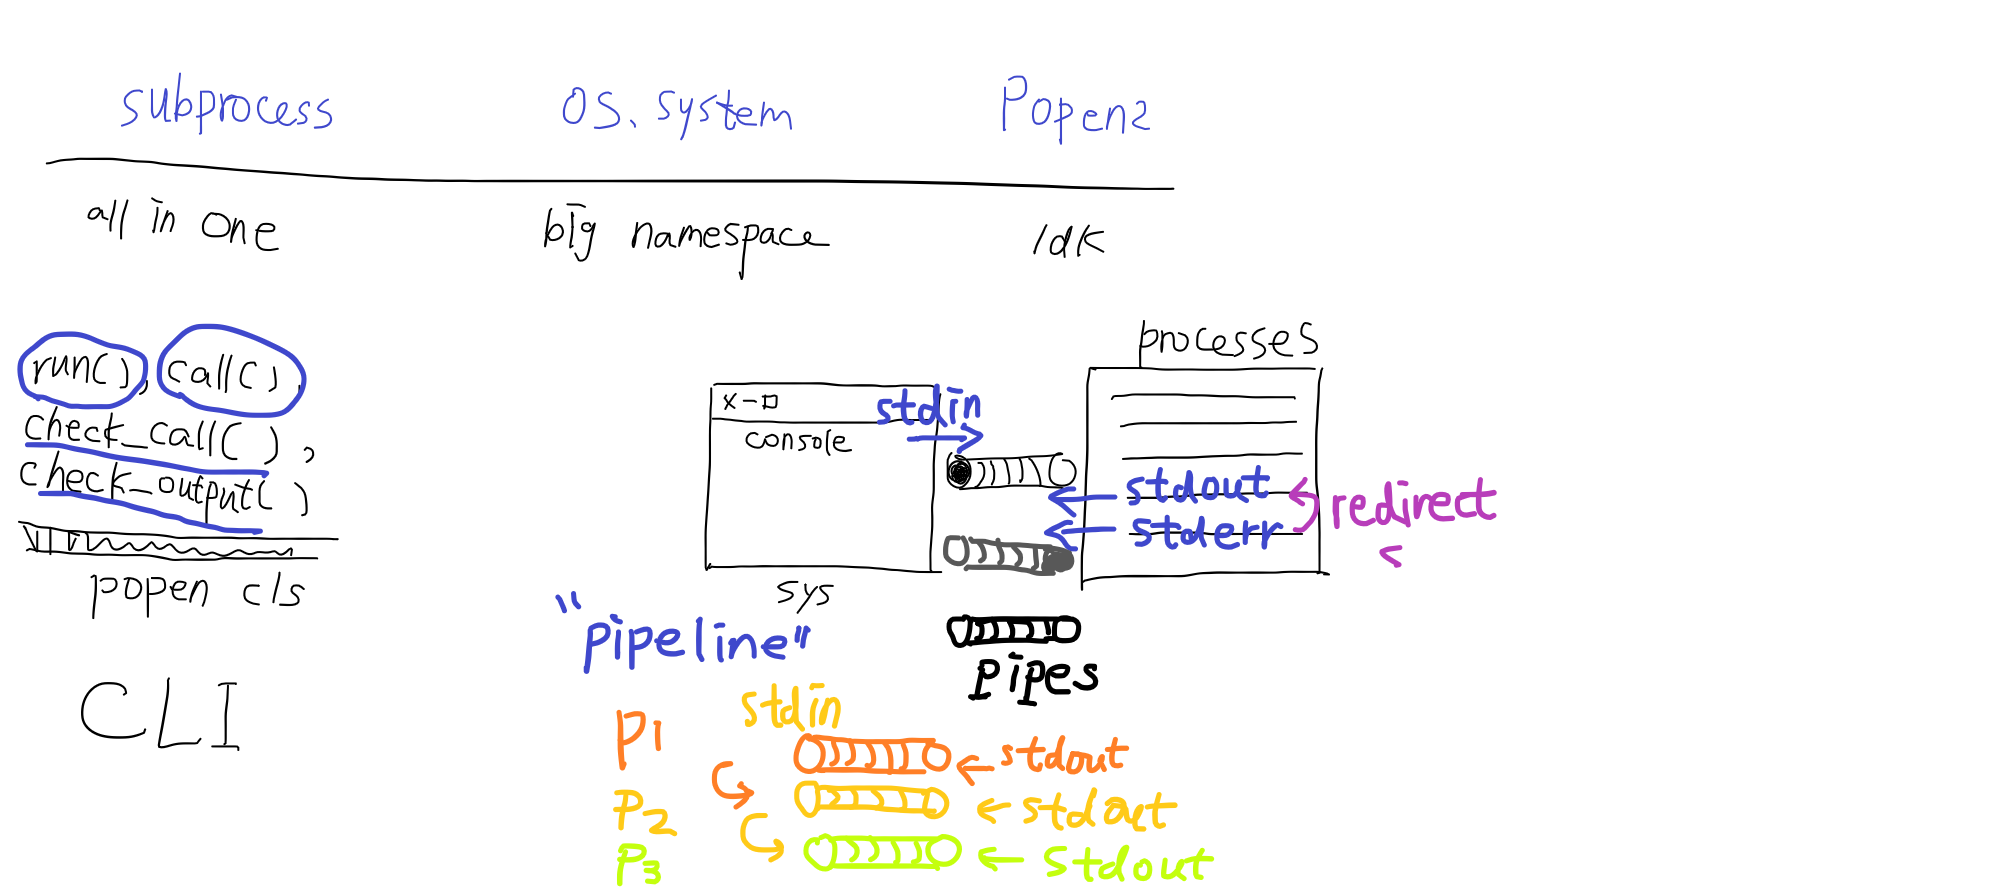 subprocess
os.system
Popen2
all in one
big namespace
idk
run(), call(),
check_call(),
check_output()
popen cls
CLI
processes
x-□
stdin
console
stdout
stderr
redirect
sys
"pipeline"
pipes
stdin
P1
stdout
P2
stdout
P3
stdout